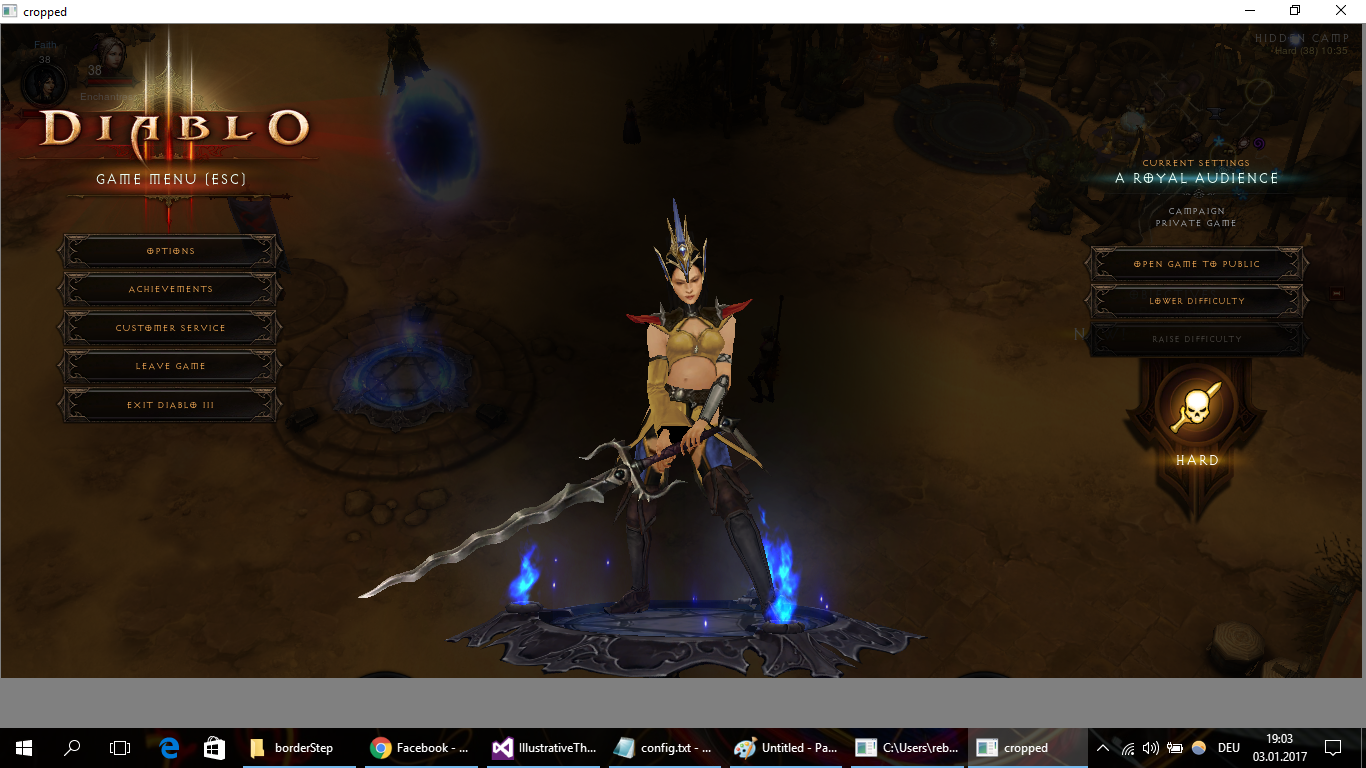 cropped
Faith
38
38
Enchantress
HIDDEN CAMP
Hard (38) 10:35
DIABLO
III
GAME MENU (ESC)
OPTIONS
ACHIEVEMENTS
CUSTOMER SERVICE
LEAVE GAME
EXIT DIABLO III
CURRENT SETTINGS
A ROYAL AUDIENCE
CAMPAIGN
PRIVATE GAME
OPEN GAME TO PUBLIC
LOWER DIFFICULTY
N
RAISE DIFFICULTY
HARD
borderStep
Facebook - ...
IllustrativeTh...
config.txt - ...
Untitled - Pa...
C:\Users\reb...
cropped
DEU
19:03
03.01.2017